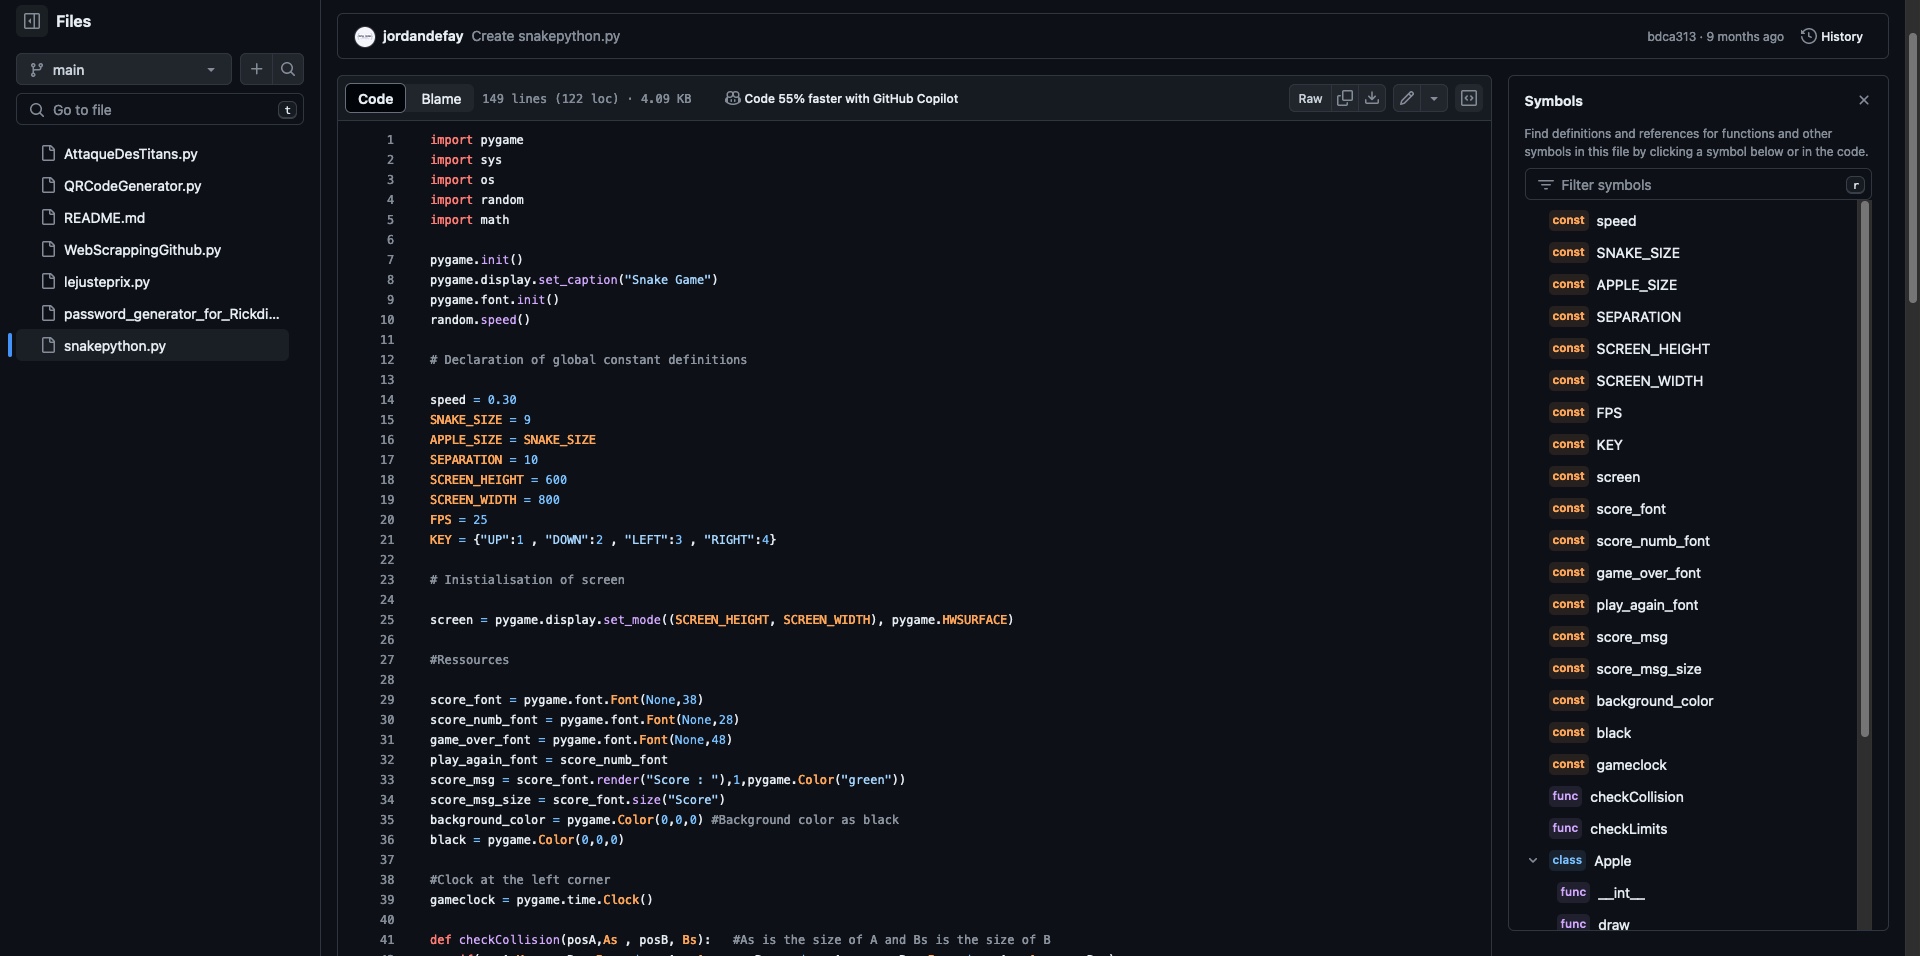 Files
main
Go to file
t
AttaqueDesTitans.py
QRCodeGenerator.py
README.md
WebScrappingGithub.py
lejusteprix.py
password_generator_for_Rickdi...
snakepython.py
jordandefay Create snakepython.py
bdca313 · 9 months ago History
Code Blame 149 lines (122 loc) · 4.09 KB Code 55% faster with GitHub Copilot
Raw
1 import pygame
2 import sys
3 import os
4 import random
5 import math
6
7 pygame.init()
8 pygame.display.set_caption("Snake Game")
9 pygame.font.init()
10 random.speed()
11
12 # Declaration of global constant definitions
13
14 speed = 0.30
15 SNAKE_SIZE = 9
16 APPLE_SIZE = SNAKE_SIZE
17 SEPARATION = 10
18 SCREEN_HEIGHT = 600
19 SCREEN_WIDTH = 800
20 FPS = 25
21 KEY = {"UP":1 , "DOWN":2 , "LEFT":3 , "RIGHT":4}
22
23 # Inistialisation of screen
24
25 screen = pygame.display.set_mode((SCREEN_HEIGHT, SCREEN_WIDTH), pygame.HWSURFACE)
26
27 #Ressources
28
29 score_font = pygame.font.Font(None,38)
30 score_numb_font = pygame.font.Font(None,28)
31 game_over_font = pygame.font.Font(None,48)
32 play_again_font = score_numb_font
33 score_msg = score_font.render("Score : "),1,pygame.Color("green"))
34 score_msg_size = score_font.size("Score")
35 background_color = pygame.Color(0,0,0) #Background color as black
36 black = pygame.Color(0,0,0)
37
38 #Clock at the left corner
39 gameclock = pygame.time.Clock()
40
41 def checkCollision(posA,As , posB, Bs): #As is the size of A and Bs is the size of B
Symbols
Find definitions and references for functions and other
symbols in this file by clicking a symbol below or in the code.
Filter symbols
r
const speed
const SNAKE_SIZE
const APPLE_SIZE
const SEPARATION
const SCREEN_HEIGHT
const SCREEN_WIDTH
const FPS
const KEY
const screen
const score_font
const score_numb_font
const game_over_font
const play_again_font
const score_msg
const score_msg_size
const background_color
const black
const gameclock
func checkCollision
func checkLimits
class Apple
func __int__
func draw